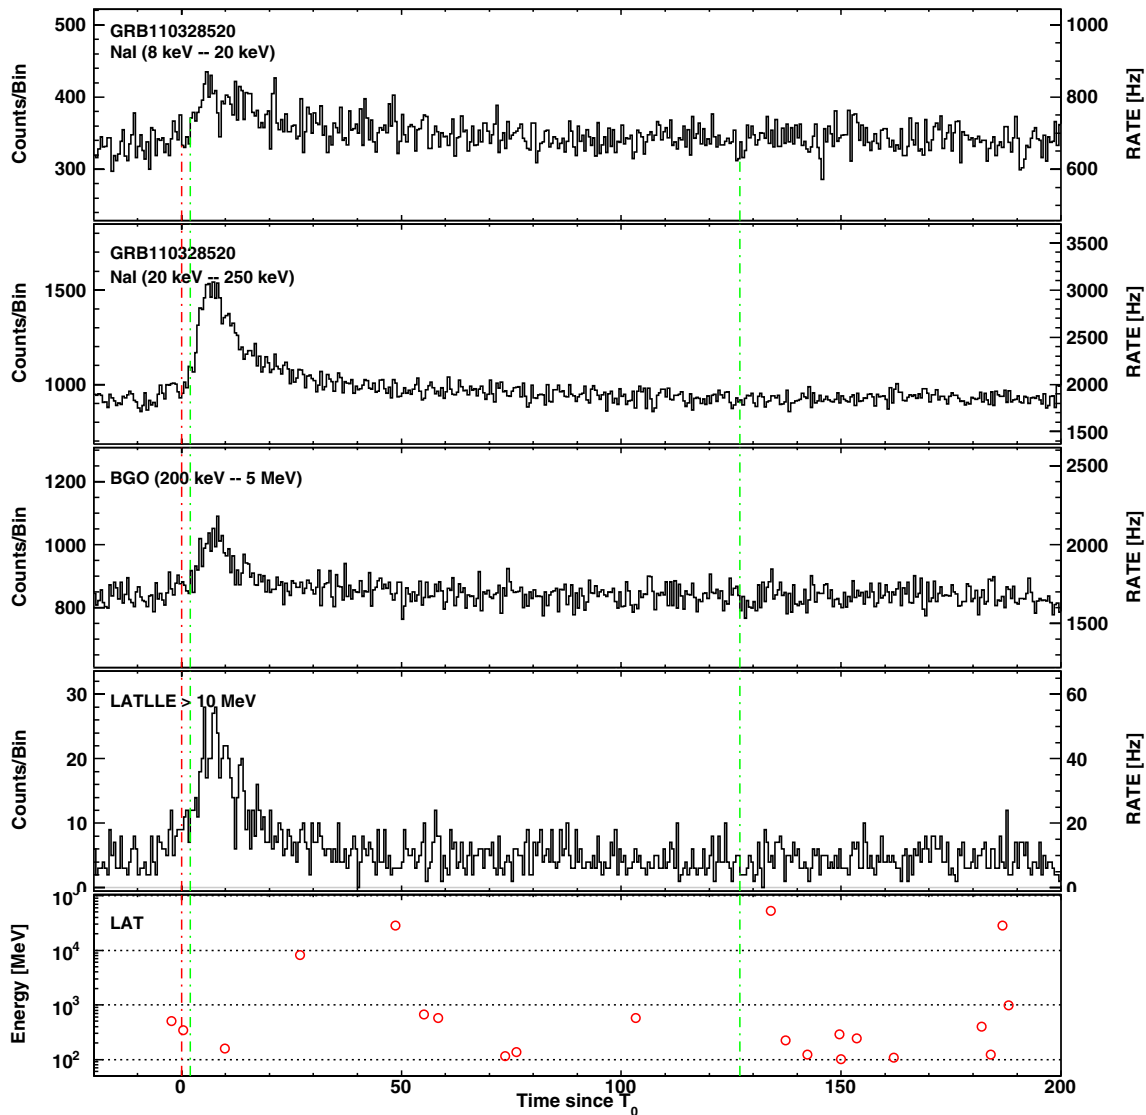 500
400
300
Counts/Bin
GRB110328520
NaI (8 keV -- 20 keV)
1000
800
600
RATE [Hz]
1500
1000
Counts/Bin
GRB110328520
NaI (20 keV -- 250 keV)
3500
3000
2500
2000
1500
RATE [Hz]
1200
1000
800
Counts/Bin
BGO (200 keV -- 5 MeV)
2500
2000
1500
RATE [Hz]
30
20
10
0
Counts/Bin
LATLLE > 10 MeV
60
40
20
0
RATE [Hz]
10⁴
10³
10²
Energy [MeV]
LAT
0
50
100
150
200
Time since T₀